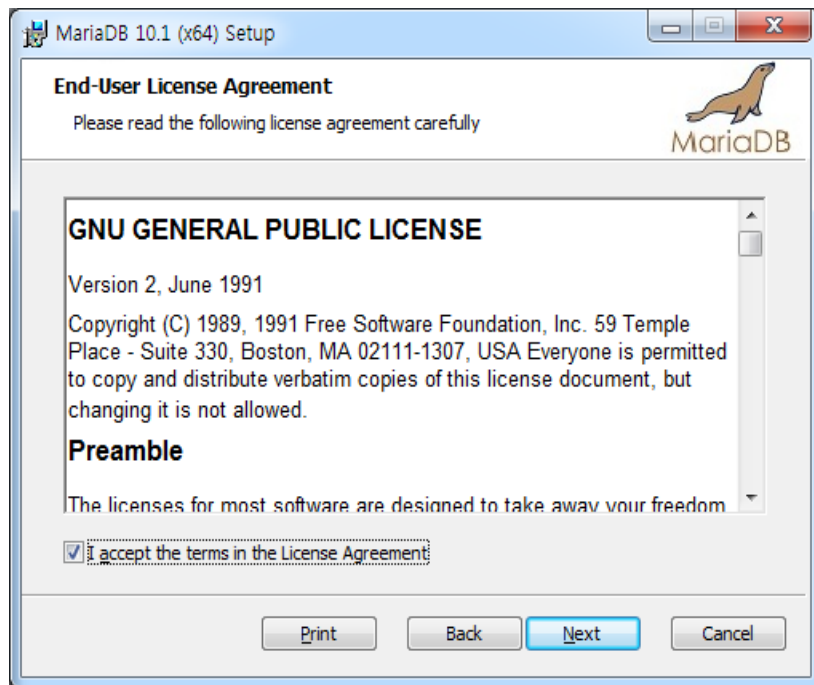 MariaDB 10.1 (x64) Setup
End-User License Agreement
Please read the following license agreement carefully
MariaDB
GNU GENERAL PUBLIC LICENSE
Version 2, June 1991
Copyright (C) 1989, 1991 Free Software Foundation, Inc. 59 Temple
Place - Suite 330, Boston, MA 02111-1307, USA Everyone is permitted
to copy and distribute verbatim copies of this license document, but
changing it is not allowed.
Preamble
The licenses for most software are designed to take away your freedom
I accept the terms in the License Agreement
Print Back Next Cancel